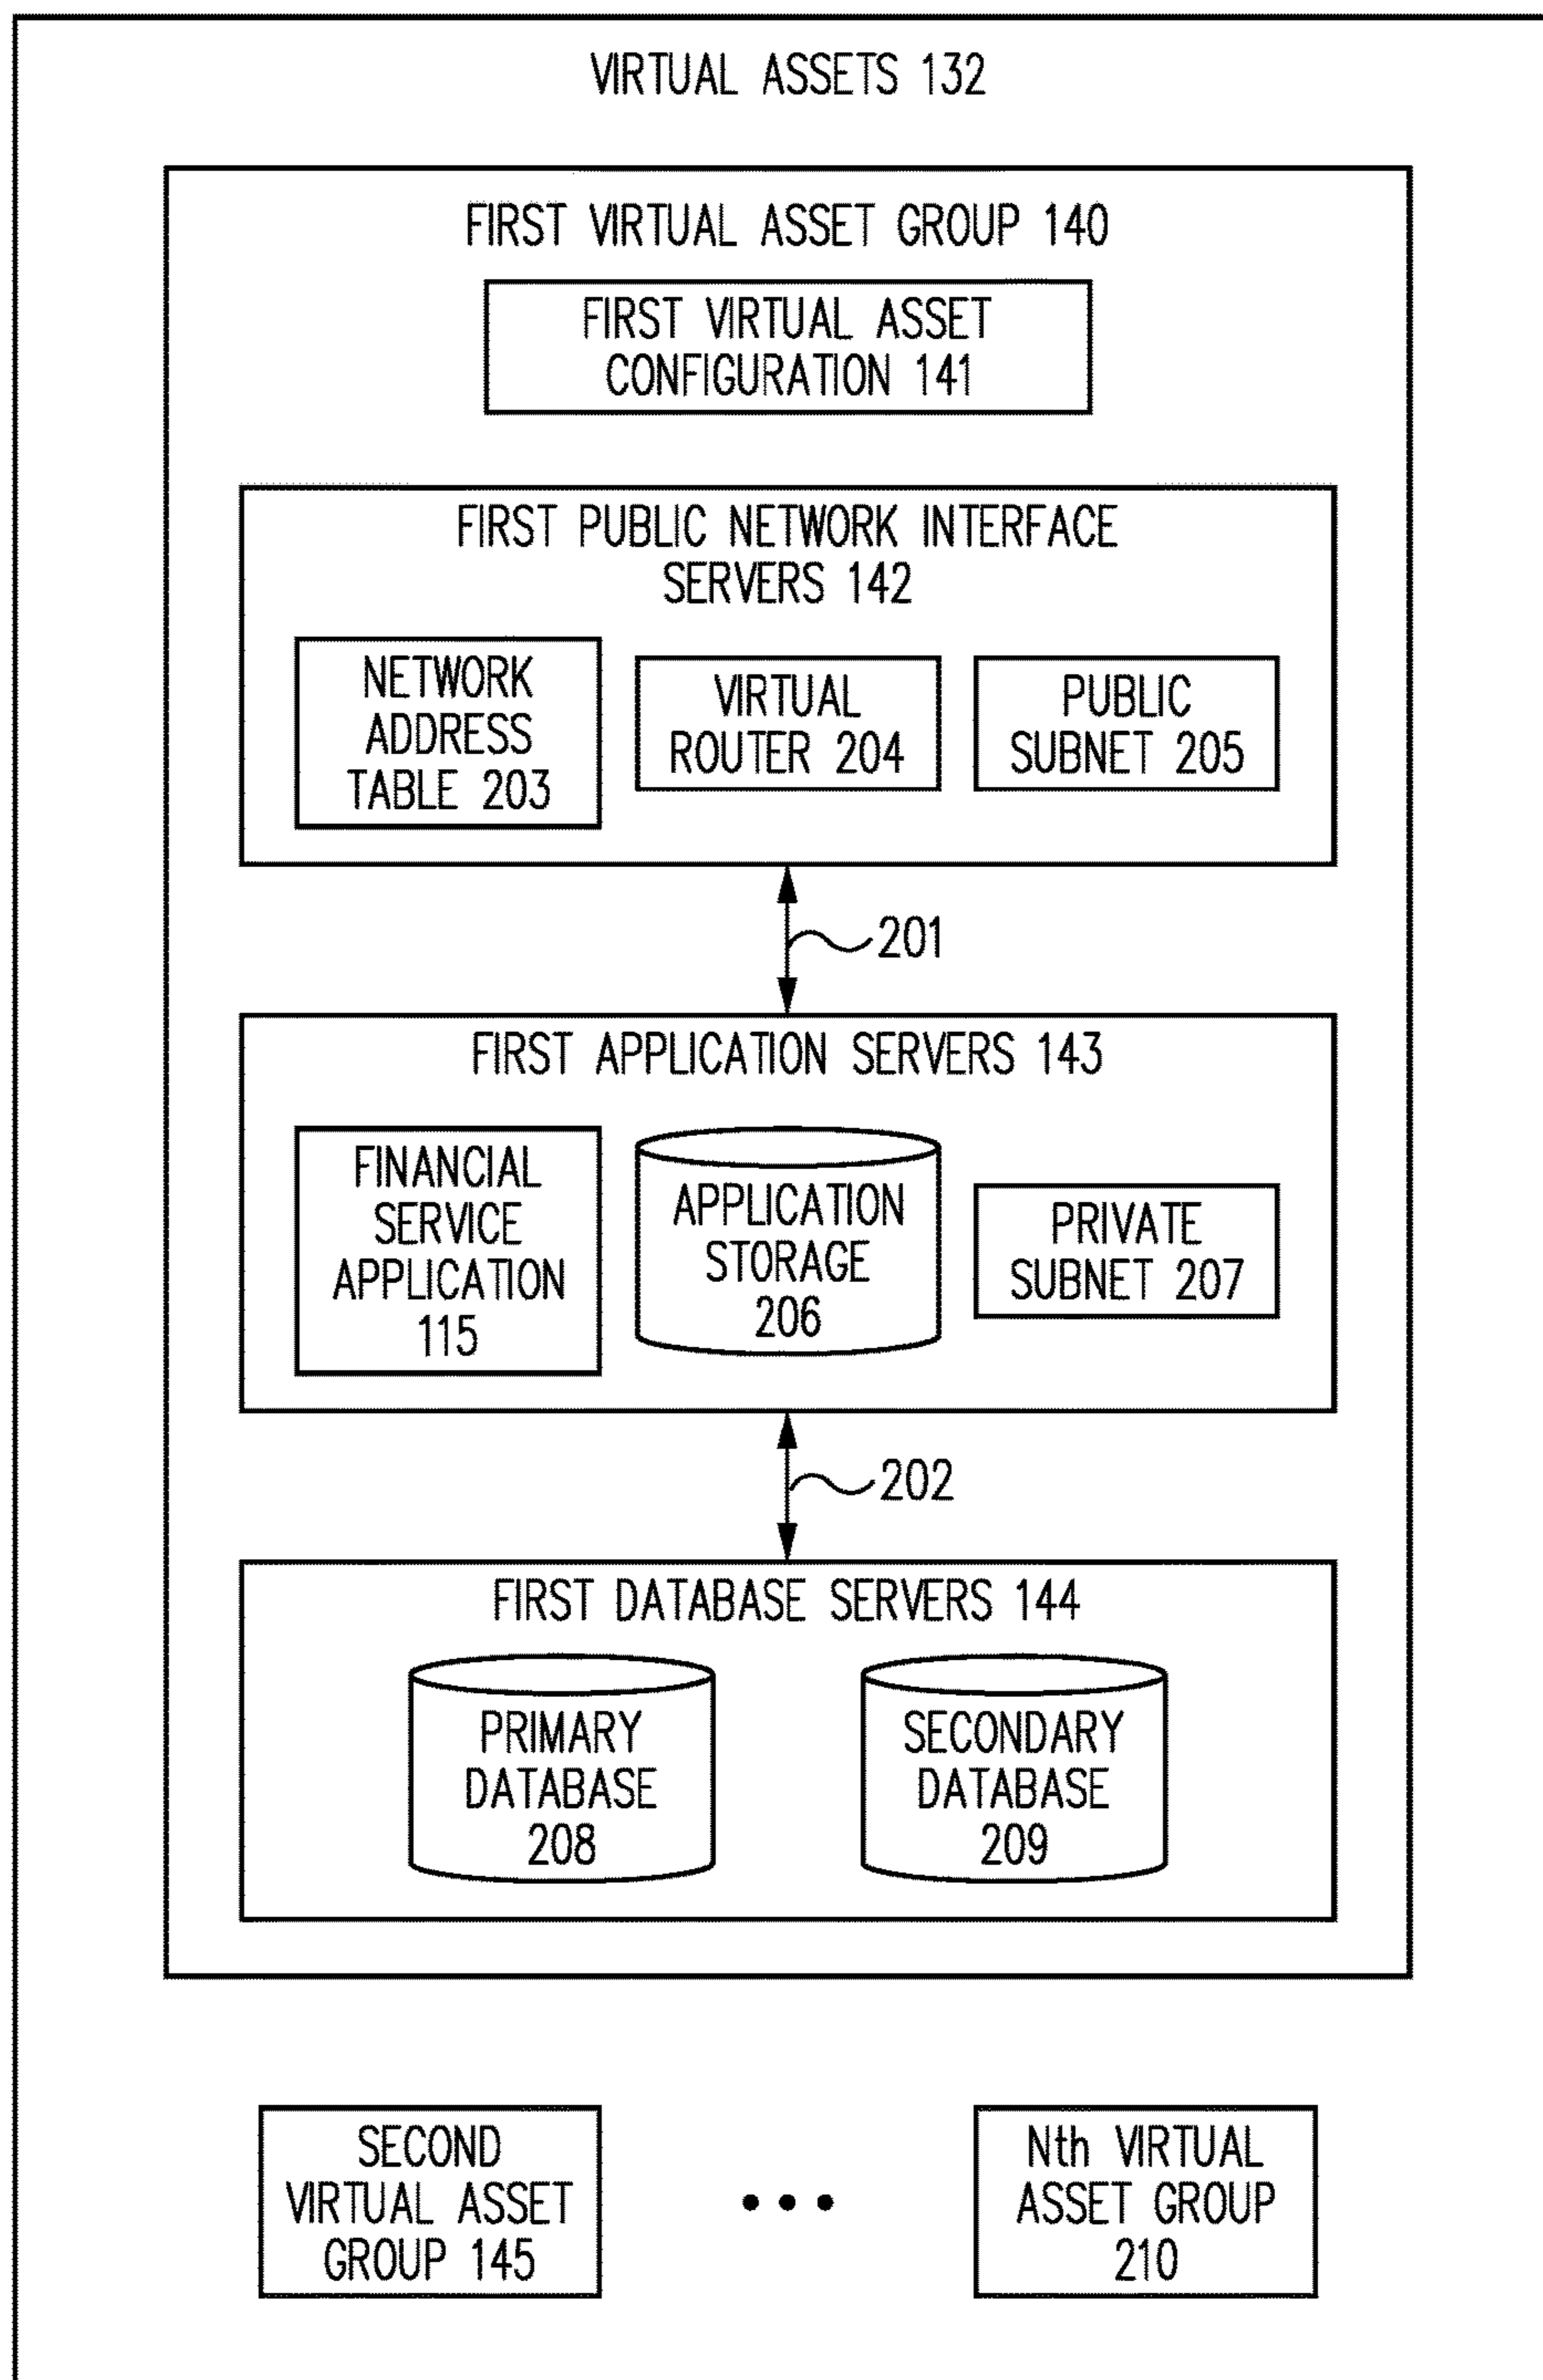 VIRTUAL ASSETS 132
FIRST VIRTUAL ASSET GROUP 140
FIRST VIRTUAL ASSET
CONFIGURATION 141
FIRST PUBLIC NETWORK INTERFACE
SERVERS 142
NETWORK
ADDRESS
TABLE 203
VIRTUAL
ROUTER 204
PUBLIC
SUBNET 205
201
FIRST APPLICATION SERVERS 143
FINANCIAL
SERVICE
APPLICATION
115
APPLICATION
STORAGE
206
PRIVATE
SUBNET 207
202
FIRST DATABASE SERVERS 144
PRIMARY
DATABASE
208
SECONDARY
DATABASE
209
SECOND
VIRTUAL ASSET
GROUP 145
Nth VIRTUAL
ASSET GROUP
210